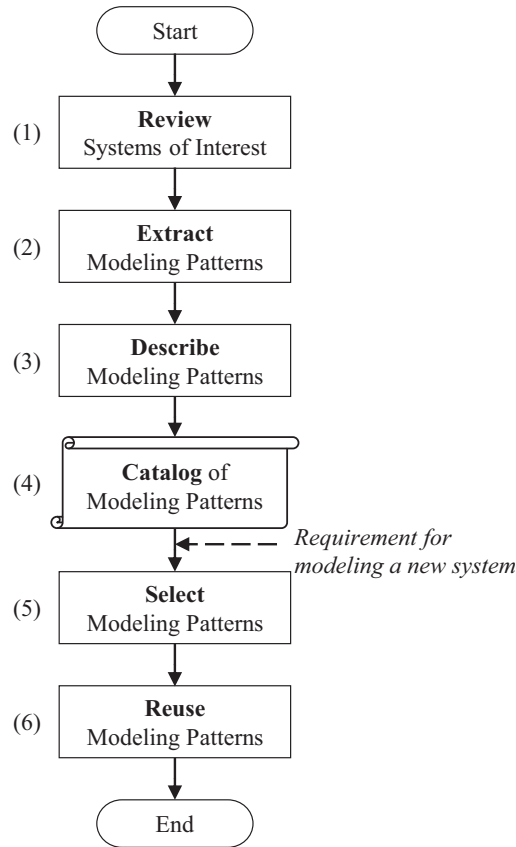 Start
(1)
Review
Systems of Interest
(2)
Extract
Modeling Patterns
(3)
Describe
Modeling Patterns
(4)
Catalog of
Modeling Patterns
Requirement for
modeling a new system
(5)
Select
Modeling Patterns
(6)
Reuse
Modeling Patterns
End